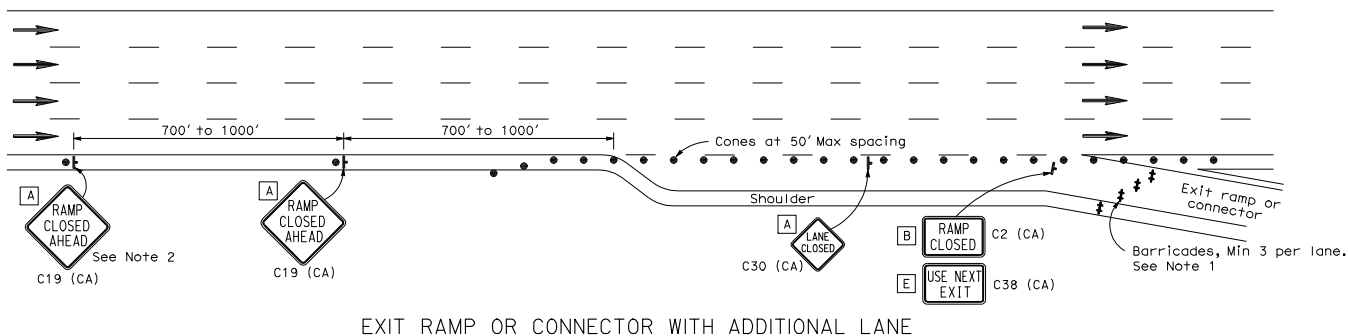 700' to 1000'
700' to 1000'
Cones at 50' Max spacing
A
RAMP
CLOSED
AHEAD
See Note 2
C19 (CA)
A
RAMP
CLOSED
AHEAD
C19 (CA)
Shoulder
A
LANE
CLOSED
C30 (CA)
B
RAMP
CLOSED
C2 (CA)
E
USE NEXT
EXIT
C38 (CA)
Exit ramp or
connector
Barricades, Min 3 per lane.
See Note 1
EXIT RAMP OR CONNECTOR WITH ADDITIONAL LANE